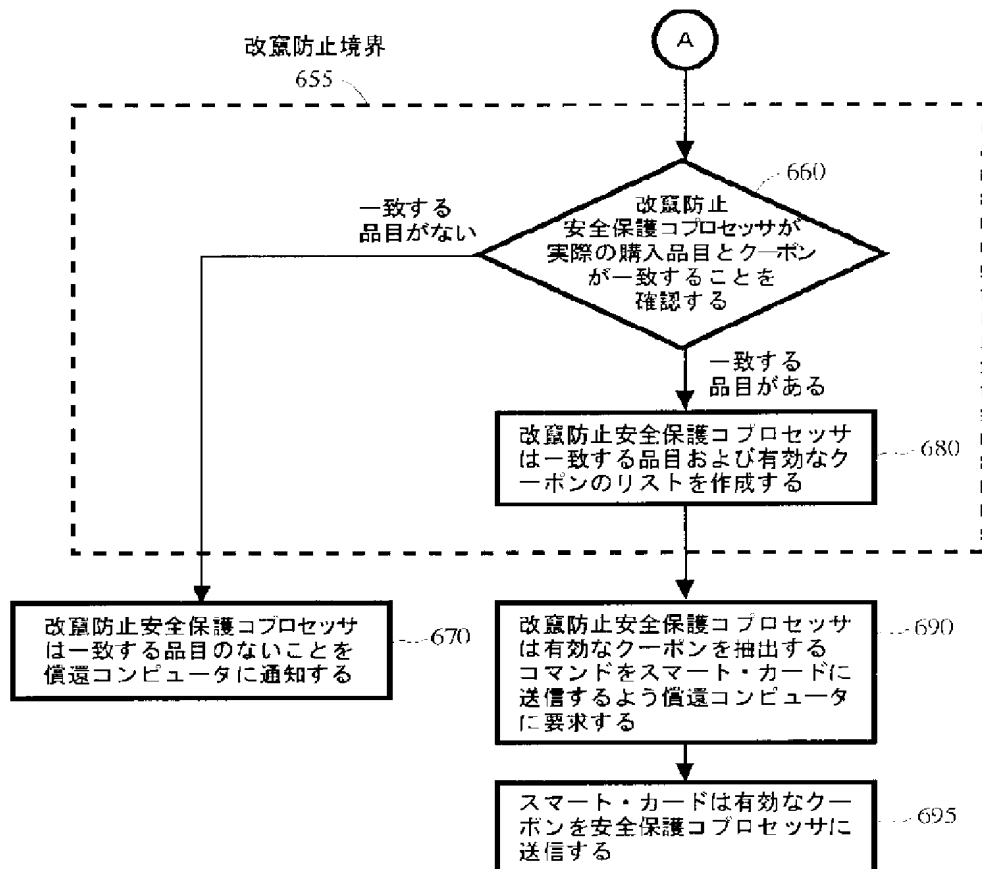 A
改竄防止境界
655
660
改竄防止
安全保護コプロセッサが
実際の購入品目とクーポン
が一致することを
確認する
一致する
品目がない
一致する
品目がある
改竄防止安全保護コプロセッサ
は一致する品目および有効なク
ーポンのリストを作成する
680
改竄防止安全保護コプロセッサ
は一致する品目のないことを
償還コンピュータに通知する
670
改竄防止安全保護コプロセッサ
は有効なクーポンを抽出する
コマンドをスマート・カードに
送信するよう償還コンピュータ
に要求する
690
スマート・カードは有効なクー
ポンを安全保護コプロセッサに
送信する
695